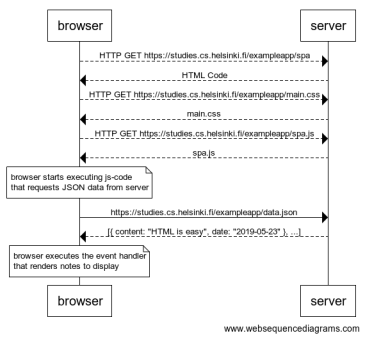 browser
server
HTTP GET https://studies.cs.helsinki.fi/exampleapp/spa
HTML Code
HTTP GET https://studies.cs.helsinki.fi/exampleapp/main.css
main.css
HTTP GET https://studies.cs.helsinki.fi/exampleapp/spa.js
spa.js
browser starts executing js-code
that requests JSON data from server
https://studies.cs.helsinki.fi/exampleapp/data.json
[{ content: "HTML is easy", date: "2019-05-23" }, ...]
browser executes the event handler
that renders notes to display
browser
server
www.websequencediagrams.com